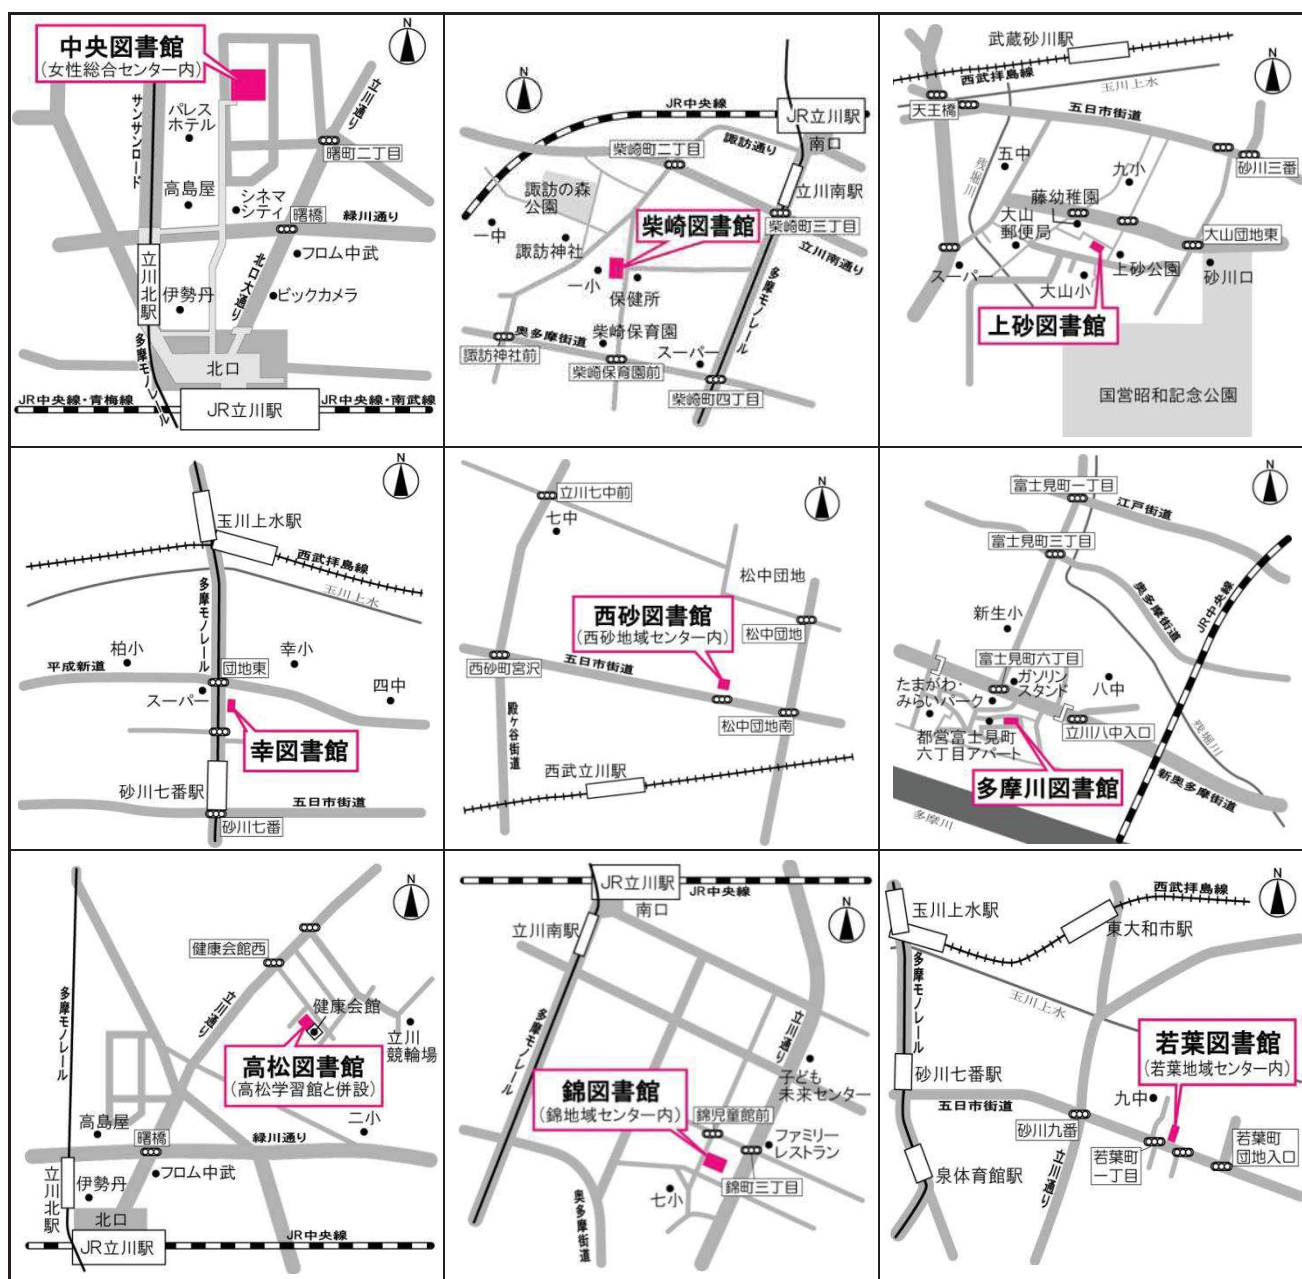 中央図書館
(女性総合センター内)
N
サンサンロード
パレス
ホテル
立川通り
曙町二丁目
高島屋
シネマ
シティ
曙橋
緑川通り
フロム中武
立川北駅
北口大通り
伊勢丹
ビックカメラ
多摩モノレール
北口
JR中央線・青梅線
JR立川駅
JR中央線・南武線
N
JR中央線
JR立川駅
南口
柴崎町二丁目
諏訪通り
立川南駅
諏訪の森
公園
柴崎図書館
柴崎町三丁目
一中
諏訪神社
立川南通り
一小
保健所
多摩モノレール
柴崎保育園
奥多摩街道
スーパー
諏訪神社前
柴崎保育園前
柴崎町四丁目
N
武蔵砂川駅
西武拝島線
玉川上水
天王橋
五日市街道
残堀川
五中
九小
砂川三番
藤幼稚園
大山
郵便局
大山団地東
スーパー
上砂公園
砂川口
大山小
上砂図書館
国営昭和記念公園
N
玉川上水駅
西武拝島線
玉川上水
多摩モノレール
柏小
幸小
平成新道
団地東
スーパー
四中
幸図書館
砂川七番駅
五日市街道
砂川七番
N
立川七中前
七中
松中団地
西砂図書館
(西砂地域センター内)
松中団地
西砂町宮沢
五日市街道
松中団地南
殿ヶ谷街道
西武立川駅
N
富士見町一丁目
江戸街道
富士見町三丁目
奥多摩街道
JR中央線
新生小
富士見町六丁目
ガソリン
スタンド
八中
たまがわ・
みらいパーク
都営富士見町
六丁目アパート
立川八中入口
残堀川
多摩川図書館
新奥多摩街道
多摩川
N
健康会館西
多摩モノレール
立川通り
健康会館
立川
競輪場
高松図書館
(高松学習館と併設)
二小
高島屋
曙橋
緑川通り
フロム中武
伊勢丹
立川北駅
北口
JR立川駅
JR中央線
JR立川駅
JR中央線
南口
N
立川南駅
多摩モノレール
立川通り
子ども
未来センター
錦図書館
(錦地域センター内)
錦児童館前
ファミリー
レストラン
七小
錦町三丁目
奥多摩街道
N
西武拝島線
玉川上水駅
東大和市駅
多摩モノレール
玉川上水
若葉図書館
(若葉地域センター内)
砂川七番駅
五日市街道
九中
砂川九番
若葉町
一丁目
若葉町
団地入口
泉体育館駅
立川通り